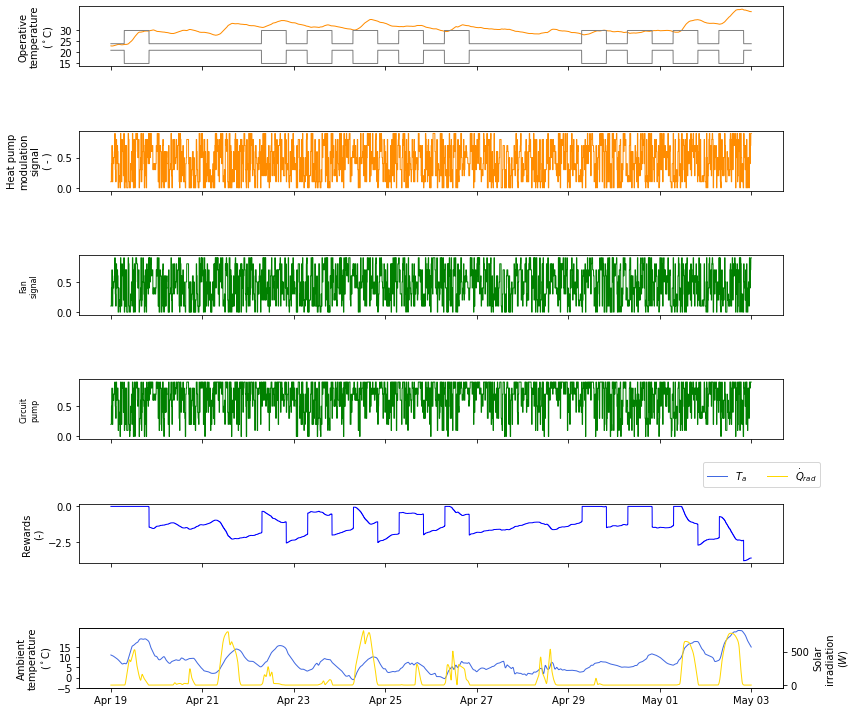 Operative
temperature
(°C)
30
25
20
15
Heat pump
modulation
signal
( - )
0.5
0.0
Fan
signal
0.5
0.0
Circuit
pump
0.5
0.0
T_a
Q̇_rad
Rewards
(-)
0.0
−2.5
Ambient
temperature
(°C)
15
10
5
0
−5
500
0
Solar
irradiation
(W)
Apr 19
Apr 21
Apr 23
Apr 25
Apr 27
Apr 29
May 01
May 03